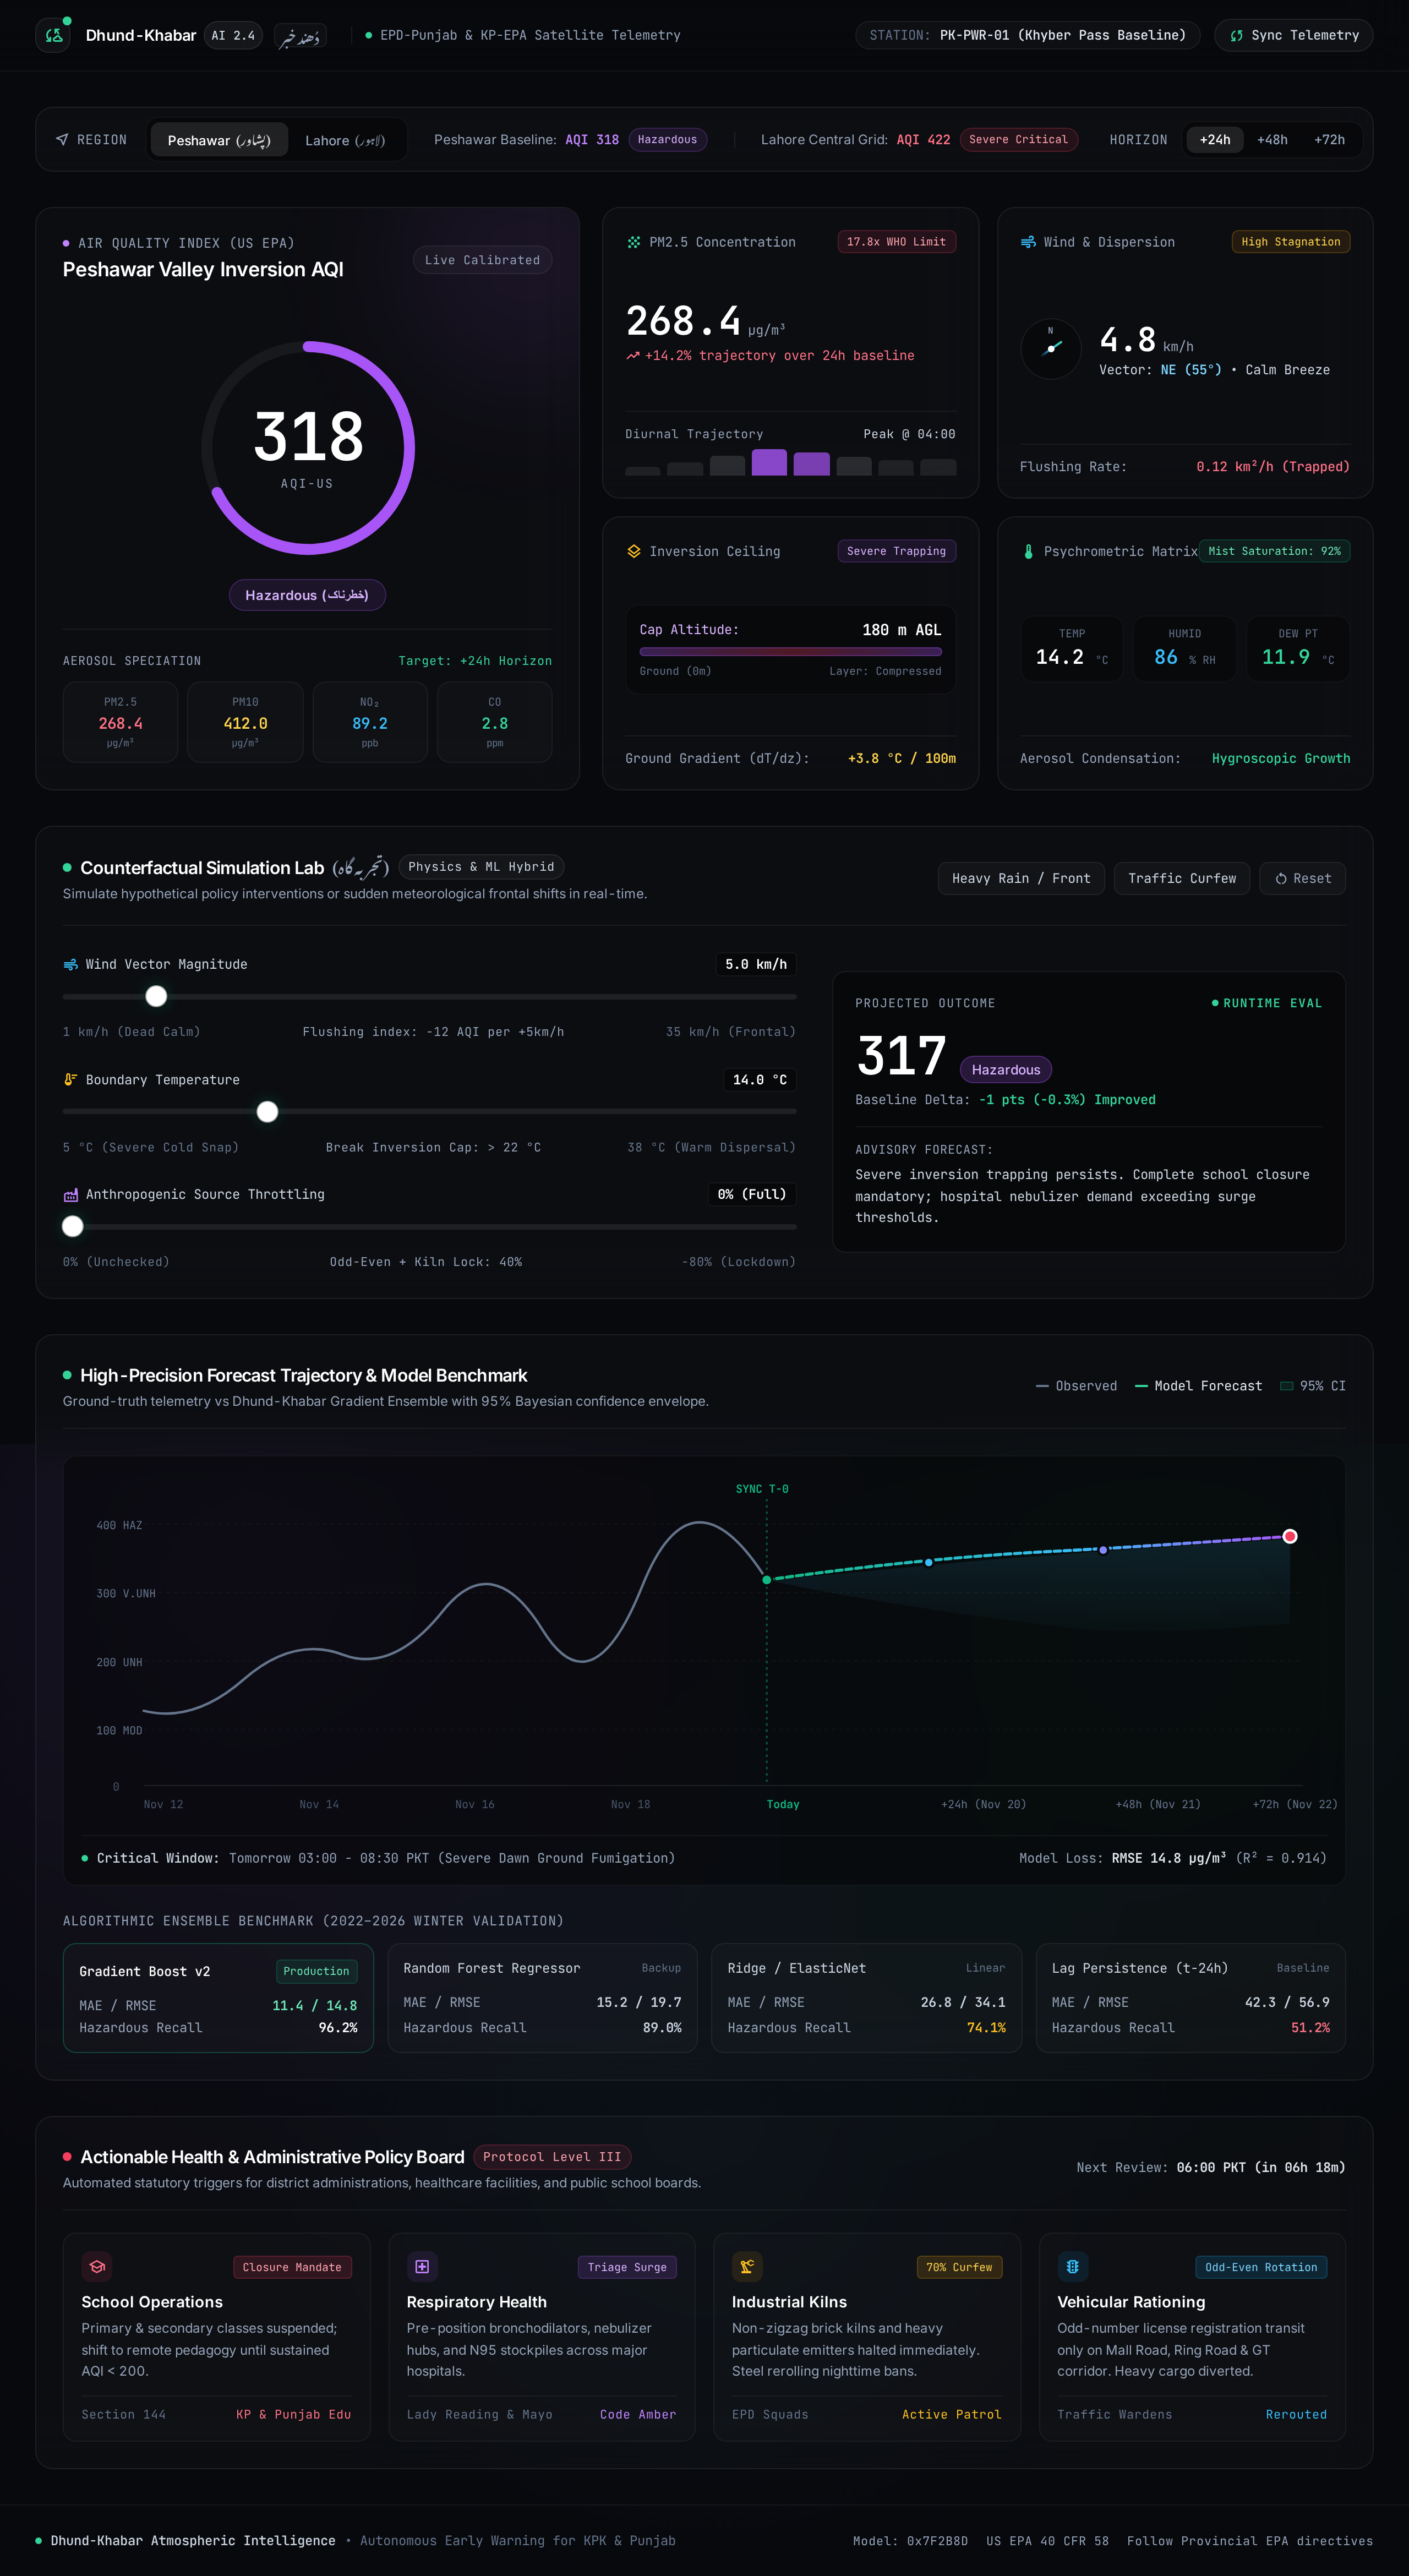 Dhund-Khabar AI 2.4 دُھند خبر EPD-Punjab & KP-EPA Satellite Telemetry STATION: PK-PWR-01 (Khyber Pass Baseline) Sync Telemetry
REGION Peshawar (پشاور) Lahore (لاہور) Peshawar Baseline: AQI 318 Hazardous Lahore Central Grid: AQI 422 Severe Critical HORIZON +24h +48h +72h
AIR QUALITY INDEX (US EPA)
Peshawar Valley Inversion AQI
Live Calibrated
318
AQI-US
Hazardous (خطرناک)
AEROSOL SPECIATION Target: +24h Horizon
PM2.5 PM10 NO₂ CO
268.4 412.0 89.2 2.8
µg/m³ µg/m³ ppb ppm
PM2.5 Concentration 17.8x WHO Limit
268.4 µg/m³
+14.2% trajectory over 24h baseline
Diurnal Trajectory Peak @ 04:00
Wind & Dispersion High Stagnation
N
4.8 km/h
Vector: NE (55°) • Calm Breeze
Flushing Rate: 0.12 km²/h (Trapped)
Inversion Ceiling Severe Trapping
Cap Altitude: 180 m AGL
Ground (0m) Layer: Compressed
Ground Gradient (dT/dz): +3.8 °C / 100m
Psychrometric Matrix Mist Saturation: 92%
TEMP HUMID DEW PT
14.2 °C 86 % RH 11.9 °C
Aerosol Condensation: Hygroscopic Growth
Counterfactual Simulation Lab (تجربہ گاہ) Physics & ML Hybrid
Simulate hypothetical policy interventions or sudden meteorological frontal shifts in real-time.
Heavy Rain / Front Traffic Curfew Reset
Wind Vector Magnitude 5.0 km/h
1 km/h (Dead Calm) Flushing index: -12 AQI per +5km/h 35 km/h (Frontal)
Boundary Temperature 14.0 °C
5 °C (Severe Cold Snap) Break Inversion Cap: > 22 °C 38 °C (Warm Dispersal)
Anthropogenic Source Throttling 0% (Full)
0% (Unchecked) Odd-Even + Kiln Lock: 40% -80% (Lockdown)
PROJECTED OUTCOME RUNTIME EVAL
317 Hazardous
Baseline Delta: -1 pts (-0.3%) Improved
ADVISORY FORECAST:
Severe inversion trapping persists. Complete school closure
mandatory; hospital nebulizer demand exceeding surge
thresholds.
High-Precision Forecast Trajectory & Model Benchmark
Ground-truth telemetry vs Dhund-Khabar Gradient Ensemble with 95% Bayesian confidence envelope.
Observed Model Forecast 95% CI
SYNC T-0
400 HAZ
300 V.UNH
200 UNH
100 MOD
0
Nov 12 Nov 14 Nov 16 Nov 18 Today +24h (Nov 20) +48h (Nov 21) +72h (Nov 22)
Critical Window: Tomorrow 03:00 - 08:30 PKT (Severe Dawn Ground Fumigation) Model Loss: RMSE 14.8 µg/m³ (R² = 0.914)
ALGORITHMIC ENSEMBLE BENCHMARK (2022–2026 WINTER VALIDATION)
Gradient Boost v2 Production
MAE / RMSE 11.4 / 14.8
Hazardous Recall 96.2%
Random Forest Regressor Backup
MAE / RMSE 15.2 / 19.7
Hazardous Recall 89.0%
Ridge / ElasticNet Linear
MAE / RMSE 26.8 / 34.1
Hazardous Recall 74.1%
Lag Persistence (t-24h) Baseline
MAE / RMSE 42.3 / 56.9
Hazardous Recall 51.2%
Actionable Health & Administrative Policy Board Protocol Level III
Automated statutory triggers for district administrations, healthcare facilities, and public school boards.
Next Review: 06:00 PKT (in 06h 18m)
Closure Mandate
School Operations
Primary & secondary classes suspended;
shift to remote pedagogy until sustained
AQI < 200.
Section 144 KP & Punjab Edu
Triage Surge
Respiratory Health
Pre-position bronchodilators, nebulizer
hubs, and N95 stockpiles across major
hospitals.
Lady Reading & Mayo Code Amber
70% Curfew
Industrial Kilns
Non-zigzag brick kilns and heavy
particulate emitters halted immediately.
Steel rerolling nighttime bans.
EPD Squads Active Patrol
Odd-Even Rotation
Vehicular Rationing
Odd-number license registration transit
only on Mall Road, Ring Road & GT
corridor. Heavy cargo diverted.
Traffic Wardens Rerouted
Dhund-Khabar Atmospheric Intelligence • Autonomous Early Warning for KPK & Punjab Model: 0x7F2B8D US EPA 40 CFR 58 Follow Provincial EPA directives